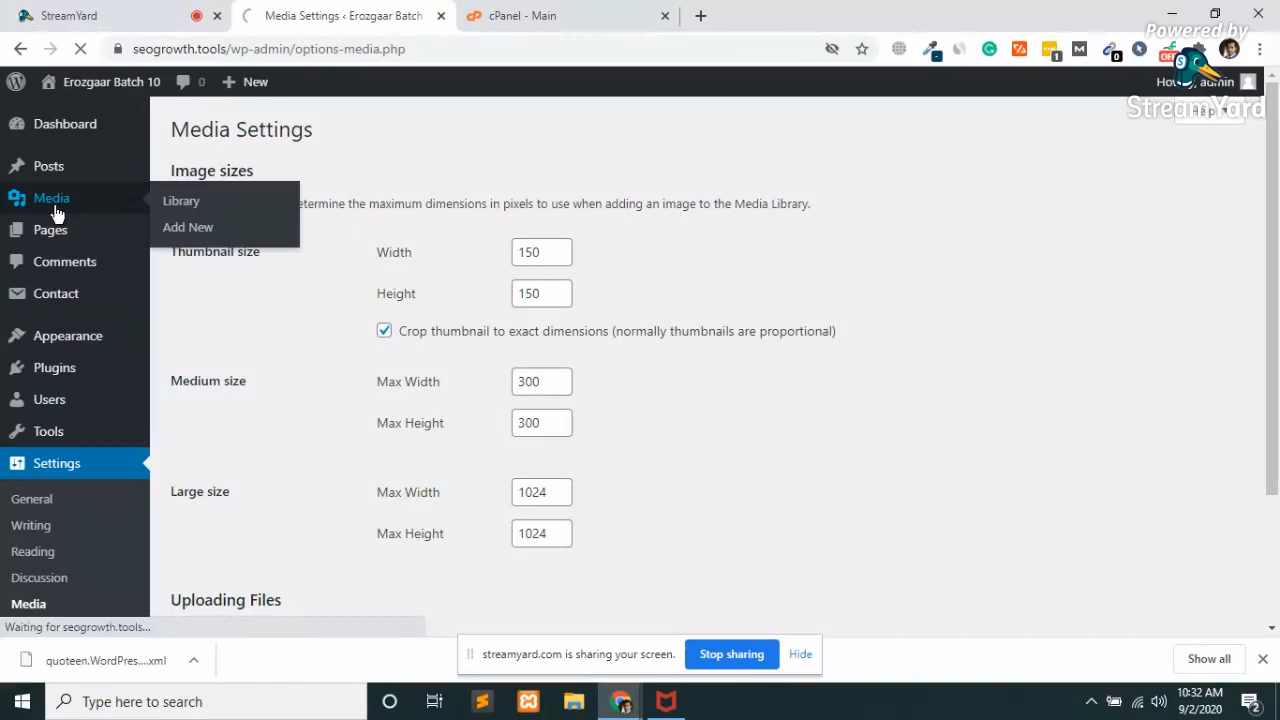 StreamYard
Media Settings ‹ Erozgaar Batch
cPanel - Main
Powered by
StreamYard
seogrowth.tools/wp-admin/options-media.php
1
0
OFF
Erozgaar Batch 10
0
New
admin
Dashboard
Posts
Media
Library
Add New
Pages
Comments
Contact
Appearance
Plugins
Users
Tools
Settings
General
Writing
Reading
Discussion
Media
Media Settings
Image sizes
etermine the maximum dimensions in pixels to use when adding an image to the Media Library.
Thumbnail size
Width
150
Height
150
Crop thumbnail to exact dimensions (normally thumbnails are proportional)
Medium size
Max Width
300
Max Height
300
Large size
Max Width
1024
Max Height
1024
Uploading Files
Waiting for seogrowth.tools...
quoteen.WordPres....xml
streamyard.com is sharing your screen.
Stop sharing
Hide
Show all
Type here to search
10:32 AM
9/2/2020
2